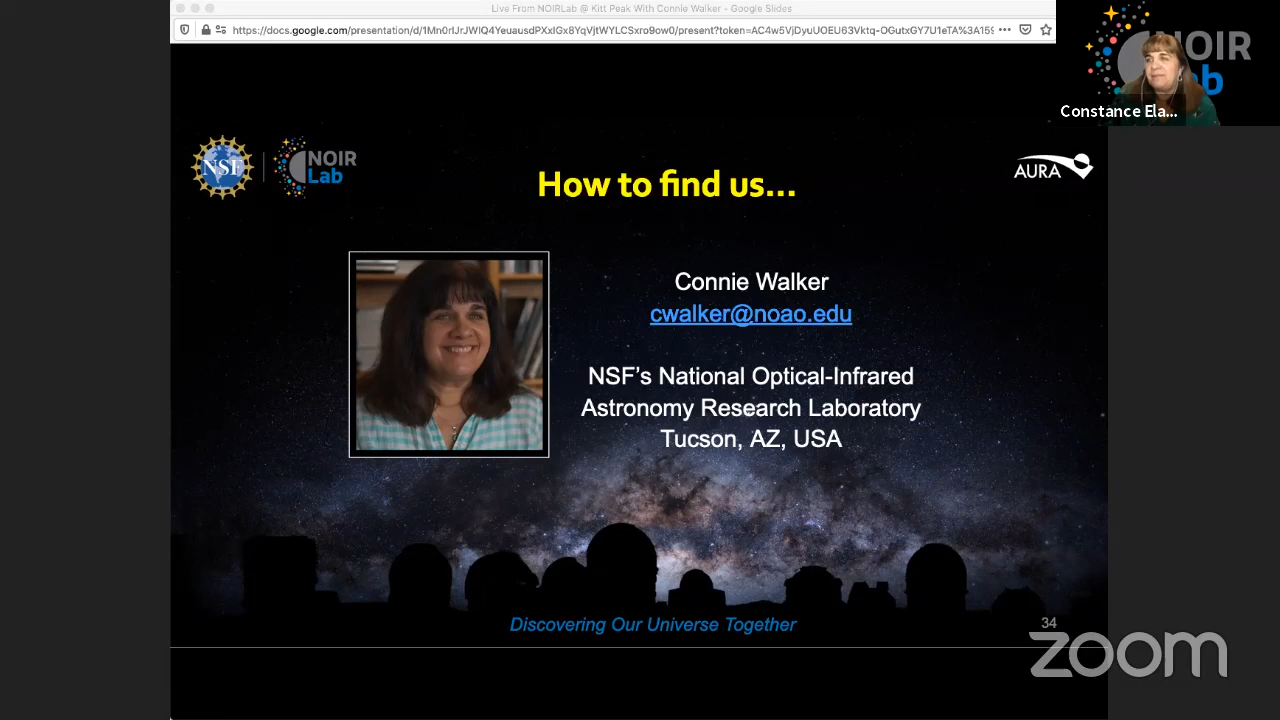 Live From NOIRLab @ Kitt Peak With Connie Walker - Google Slides
NOIR
Lab
Constance Ela...
NSF
NOIR
Lab
How to find us...
AURA
Connie Walker
cwalker@noao.edu
NSF's National Optical-Infrared
Astronomy Research Laboratory
Tucson, AZ, USA
Discovering Our Universe Together
34
zoom